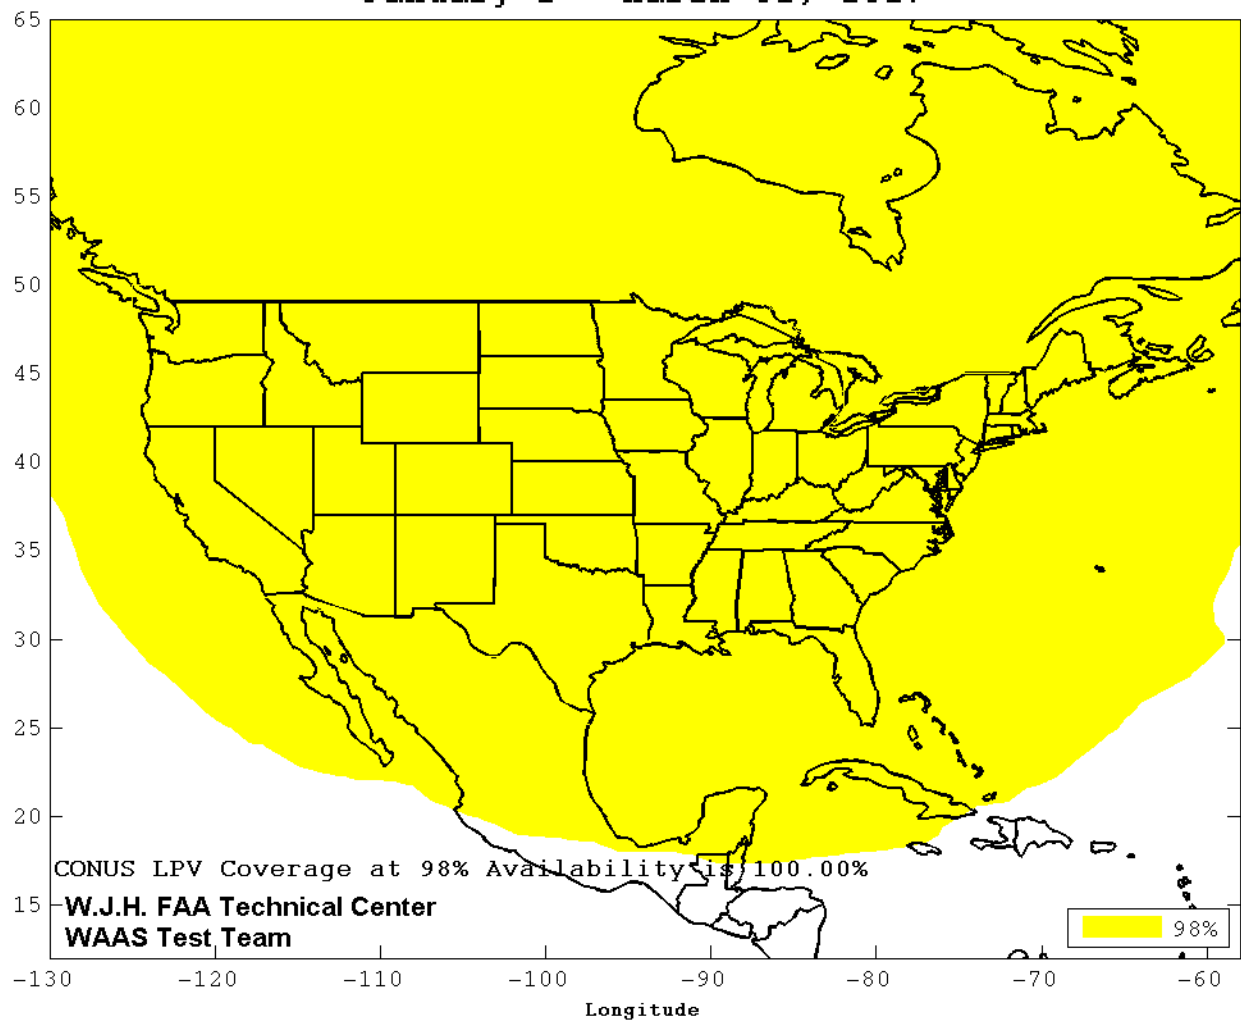 65
60
55
50
45
40
35
30
25
20
15
CONUS LPV Coverage at 98% Availability is 100.00%
W.J.H. FAA Technical Center
WAAS Test Team
98%
-130 -120 -110 -100 -90 -80 -70 -60
Longitude